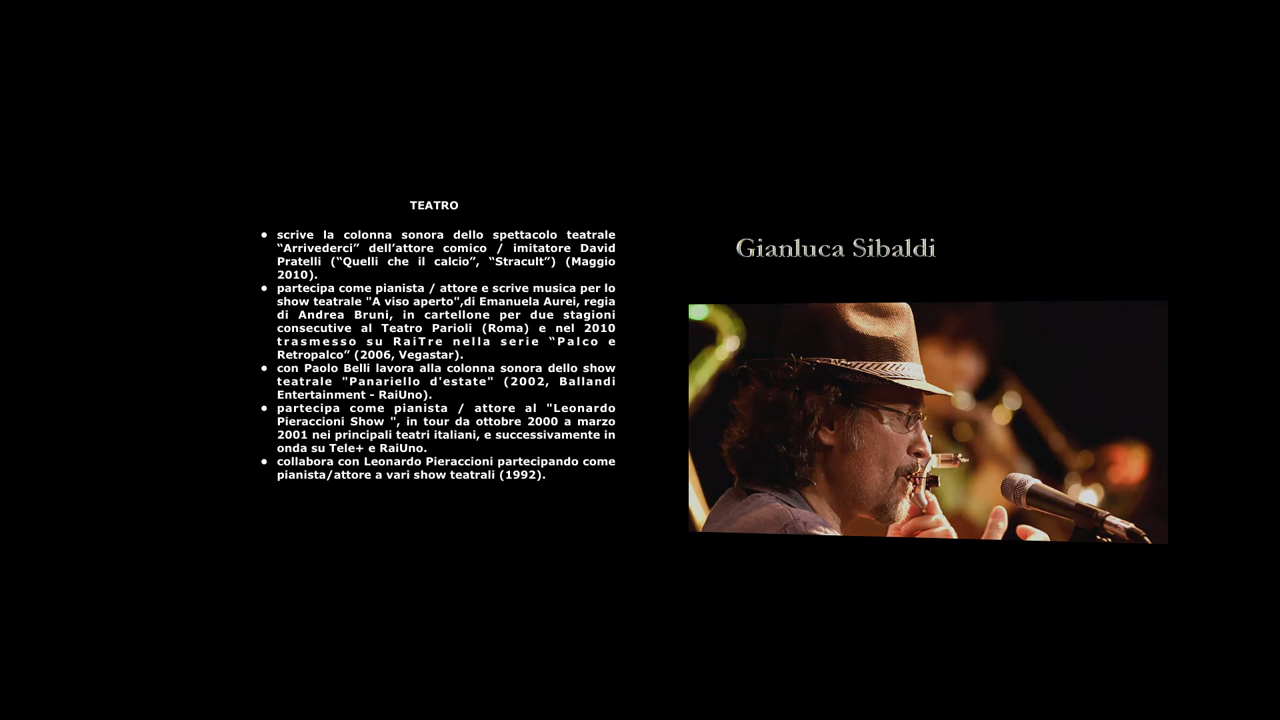 TEATRO
● scrive la colonna sonora dello spettacolo teatrale
“Arrivederci” dell’attore comico / imitatore David
Pratelli (“Quelli che il calcio”, “Stracult”) (Maggio
2010).
● partecipa come pianista / attore e scrive musica per lo
show teatrale "A viso aperto",di Emanuela Aurei, regia
di Andrea Bruni, in cartellone per due stagioni
consecutive al Teatro Parioli (Roma) e nel 2010
trasmesso su RaiTre nella serie “Palco e
Retropalco” (2006, Vegastar).
● con Paolo Belli lavora alla colonna sonora dello show
teatrale "Panariello d'estate" (2002, Ballandi
Entertainment - RaiUno).
● partecipa come pianista / attore al "Leonardo
Pieraccioni Show ", in tour da ottobre 2000 a marzo
2001 nei principali teatri italiani, e successivamente in
onda su Tele+ e RaiUno.
● collabora con Leonardo Pieraccioni partecipando come
pianista/attore a vari show teatrali (1992).
Gianluca Sibaldi